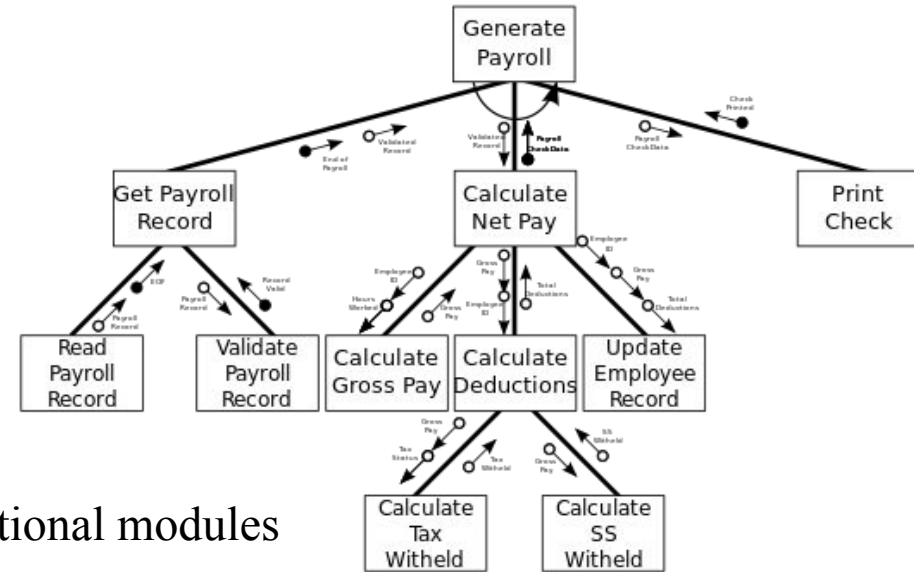 Generate
Payroll
Check
Printed
Validated
Record
Payroll
CheckData
Payroll
CheckData
Validated
Record
End of
Payroll
Get Payroll
Record
Calculate
Net Pay
Print
Check
Employee
ID
Gross
Pay
Employee
ID
Gross
Pay
Total
Deductions
EOF
Payroll
Record
Record
Valid
Payroll
Record
Hours
Worked
Gross
Pay
Employee
ID
Total
Deductions
Read
Payroll
Record
Validate
Payroll
Record
Calculate
Gross Pay
Calculate
Deductions
Update
Employee
Record
Gross
Pay
Tax
Status
Tax
Witheld
SS
Witheld
Gross
Pay
Calculate
Tax
Witheld
Calculate
SS
Witheld
tional modules